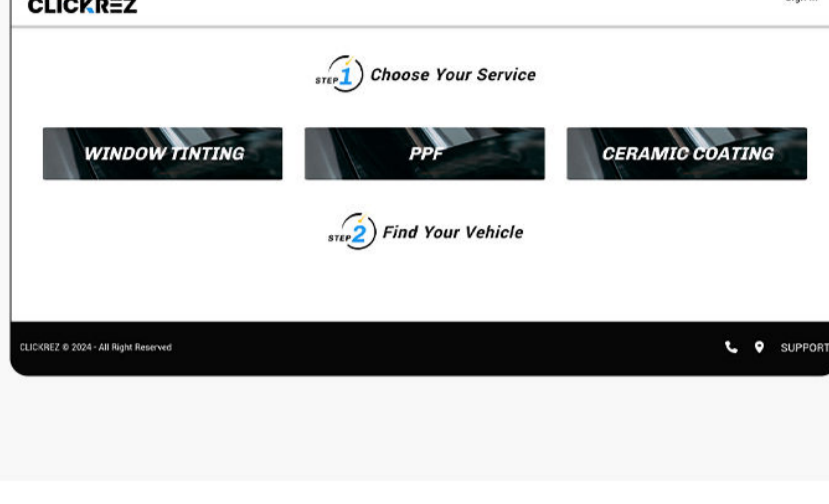 CLICKREZ
STEP 1 Choose Your Service
WINDOW TINTING
PPF
CERAMIC COATING
STEP 2 Find Your Vehicle
CLICKREZ © 2024 - All Right Reserved
SUPPORT